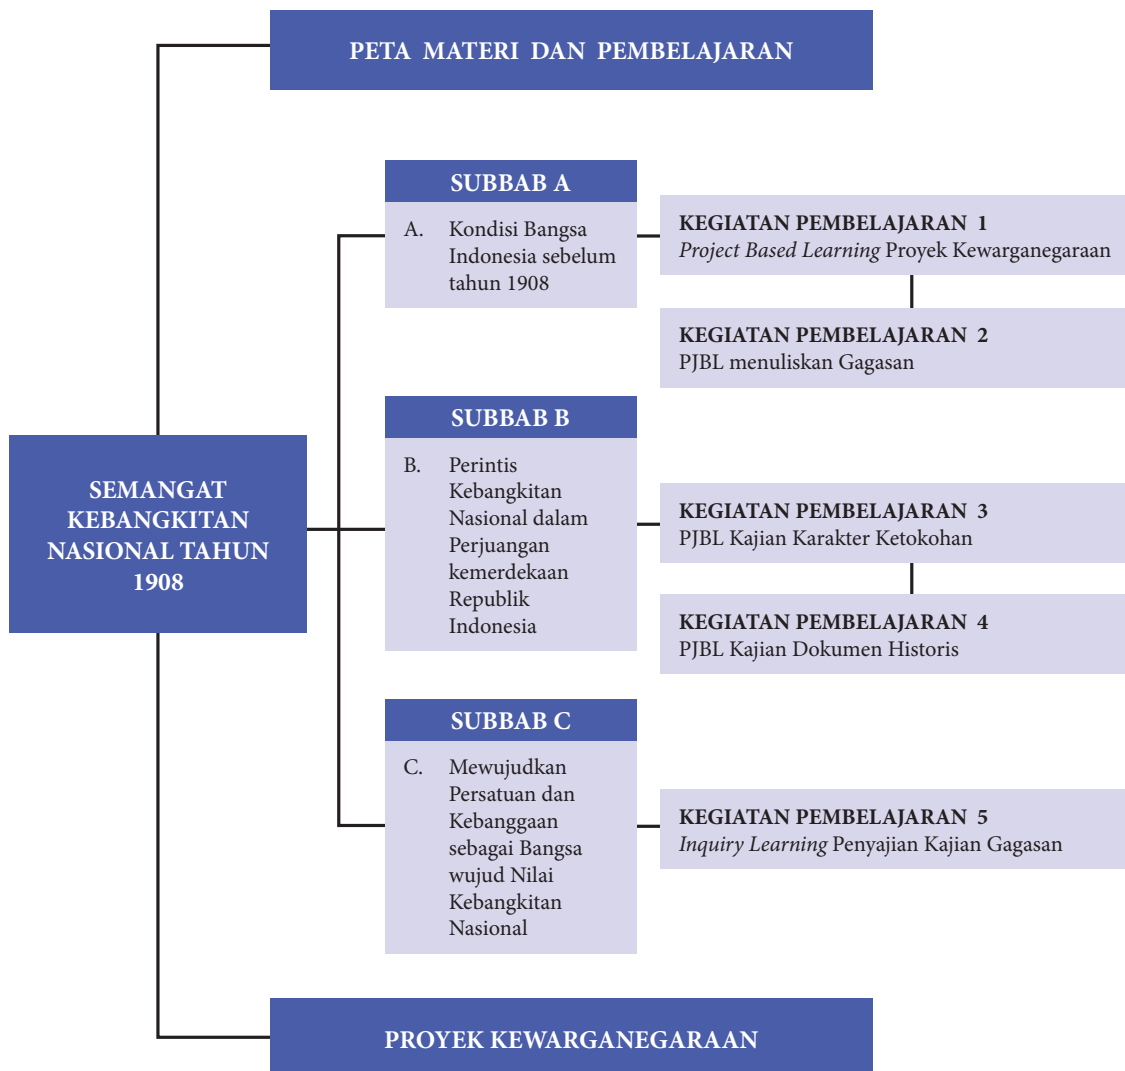 PETA MATERI DAN PEMBELAJARAN
SUBBAB A
A. Kondisi Bangsa
Indonesia sebelum
tahun 1908
KEGIATAN PEMBELAJARAN 1
Project Based Learning Proyek Kewarganegaraan
KEGIATAN PEMBELAJARAN 2
PJBL menuliskan Gagasan
SEMANGAT
KEBANGKITAN
NASIONAL TAHUN
1908
SUBBAB B
B. Perintis
Kebangkitan
Nasional dalam
Perjuangan
kemerdekaan
Republik
Indonesia
KEGIATAN PEMBELAJARAN 3
PJBL Kajian Karakter Ketokohan
KEGIATAN PEMBELAJARAN 4
PJBL Kajian Dokumen Historis
SUBBAB C
C. Mewujudkan
Persatuan dan
Kebanggaan
sebagai Bangsa
wujud Nilai
Kebangkitan
Nasional
KEGIATAN PEMBELAJARAN 5
Inquiry Learning Penyajian Kajian Gagasan
PROYEK KEWARGANEGARAAN